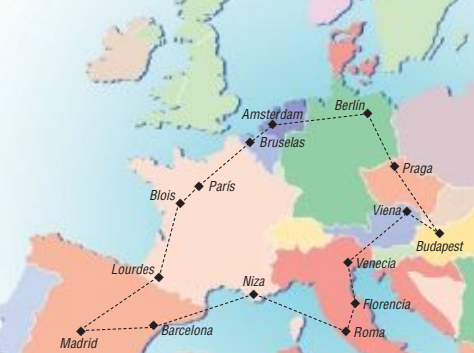 Amsterdam
Berlín
Bruselas
Praga
París
Blois
Viena
Budapest
Venecia
Lourdes
Niza
Florencia
Barcelona
Roma
Madrid